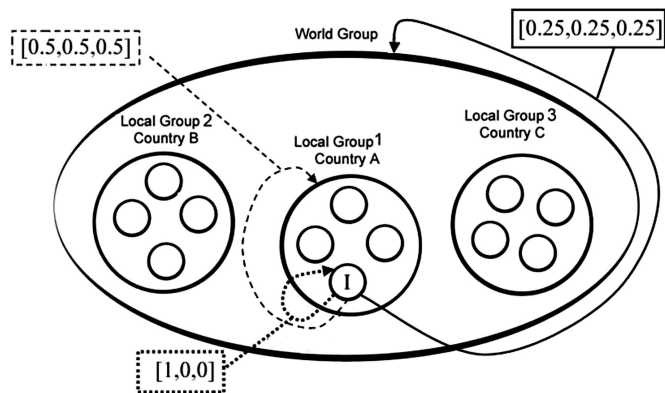 [0.5,0.5,0.5]
World Group
[0.25,0.25,0.25]
Local Group 2
Country B
Local Group 1
Country A
Local Group 3
Country C
I
[1,0,0]